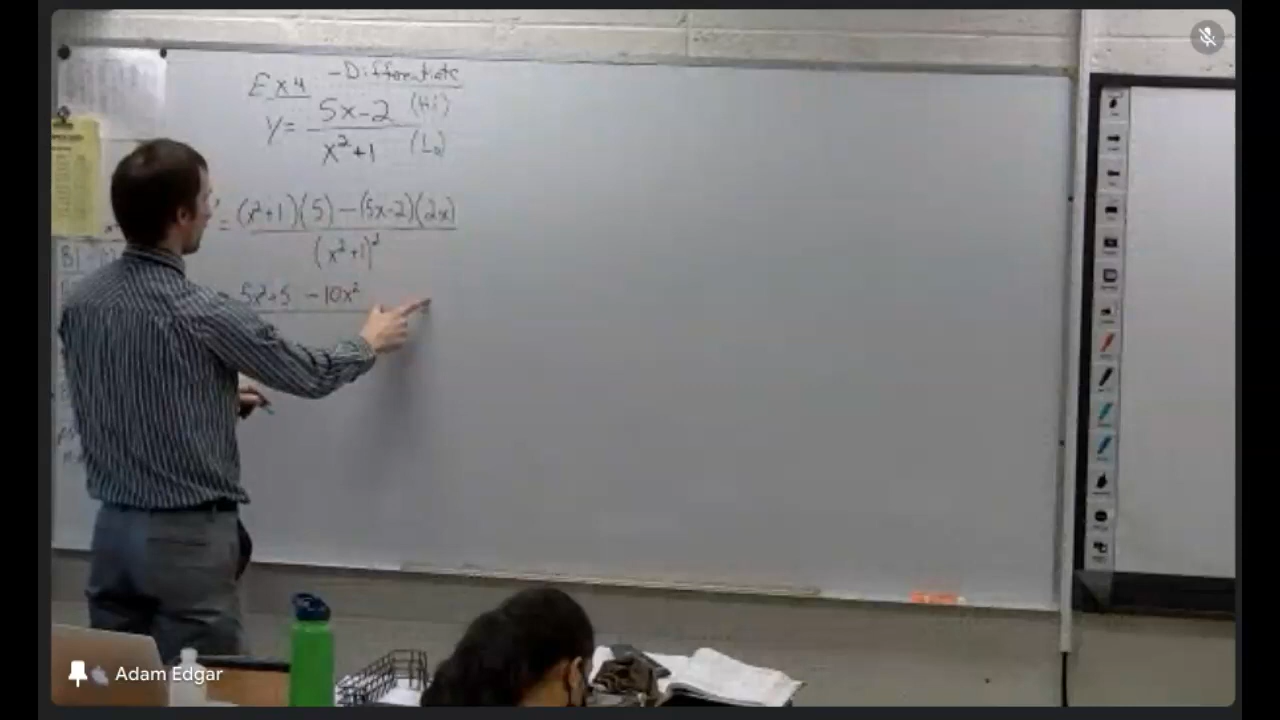 Ex 4 -Differentiate
5x-2 (Hi)
y=
x²+1 (Lo)
= (x²+1)(5)-(5x-2)(2x)
(x²+1)²
= 5x²+5 -10x²
B1
Adam Edgar